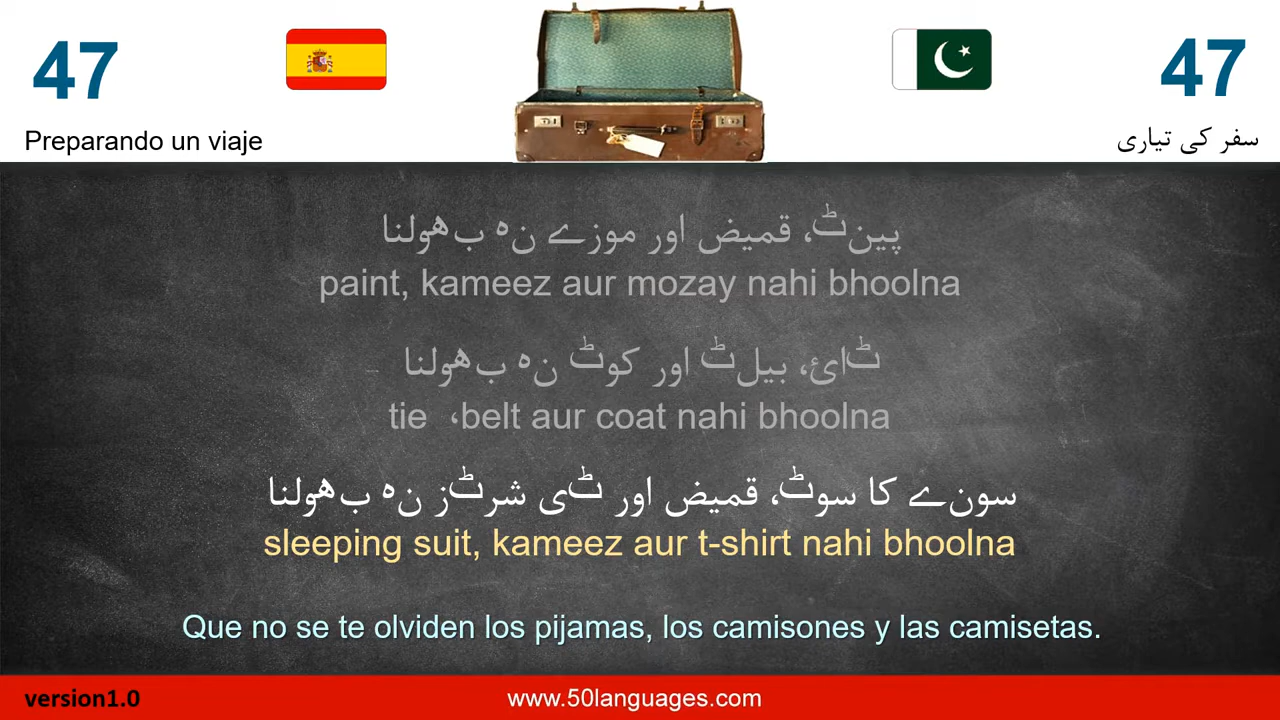 47
47
Preparando un viaje
سفر کی تیاری
پینٹ، قمیض اور موزے نہ بھولنا
paint, kameez aur mozay nahi bhoolna
ٹائ، بیلٹ اور کوٹ نہ بھولنا
tie ،belt aur coat nahi bhoolna
سونے کا سوٹ، قمیض اور ٹی شرٹز نہ بھولنا
sleeping suit, kameez aur t-shirt nahi bhoolna
Que no se te olviden los pijamas, los camisones y las camisetas.
version1.0
www.50languages.com